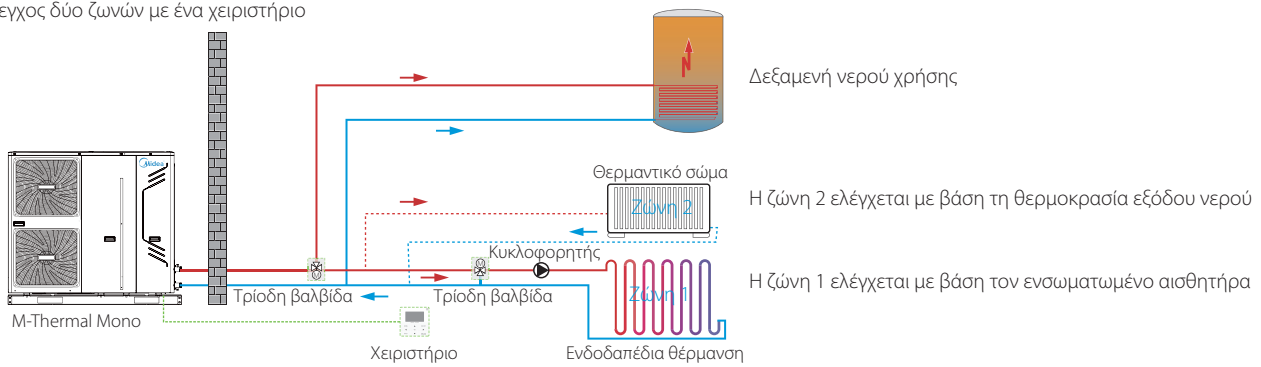 εγχος δύο ζωνών με ένα χειριστήριο
Δεξαμενή νερού χρήσης
Midea
Θερμαντικό σώμα
Ζώνη 2
Η ζώνη 2 ελέγχεται με βάση τη θερμοκρασία εξόδου νερού
Κυκλοφορητής
Ζώνη 1
Η ζώνη 1 ελέγχεται με βάση τον ενσωματωμένο αισθητήρα
Τρίοδη βαλβίδα
Τρίοδη βαλβίδα
M-Thermal Mono
Χειριστήριο
Ενδοδαπέδια θέρμανση